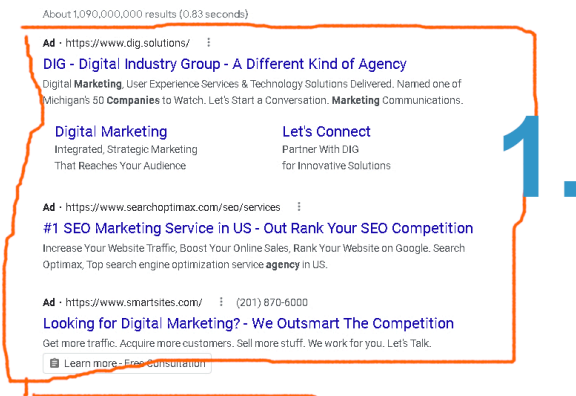 About 1,090,000,000 results (0.83 seconds)
Ad · https://www.dig.solutions/
DIG - Digital Industry Group - A Different Kind of Agency
Digital Marketing, User Experience Services & Technology Solutions Delivered. Named one of
Michigan's 50 Companies to Watch. Let's Start a Conversation. Marketing Communications.
1.
Digital Marketing Let's Connect
Integrated, Strategic Marketing Partner With DIG
That Reaches Your Audience for Innovative Solutions
Ad · https://www.searchoptimax.com/seo/services
#1 SEO Marketing Service in US - Out Rank Your SEO Competition
Increase Your Website Traffic, Boost Your Online Sales, Rank Your Website on Google. Search
Optimax, Top search engine optimization service agency in US.
Ad · https://www.smartsites.com/ (201) 870-6000
Looking for Digital Marketing? - We Outsmart The Competition
Get more traffic. Acquire more customers. Sell more stuff. We work for you. Let's Talk.
Learn more - Free Consultation